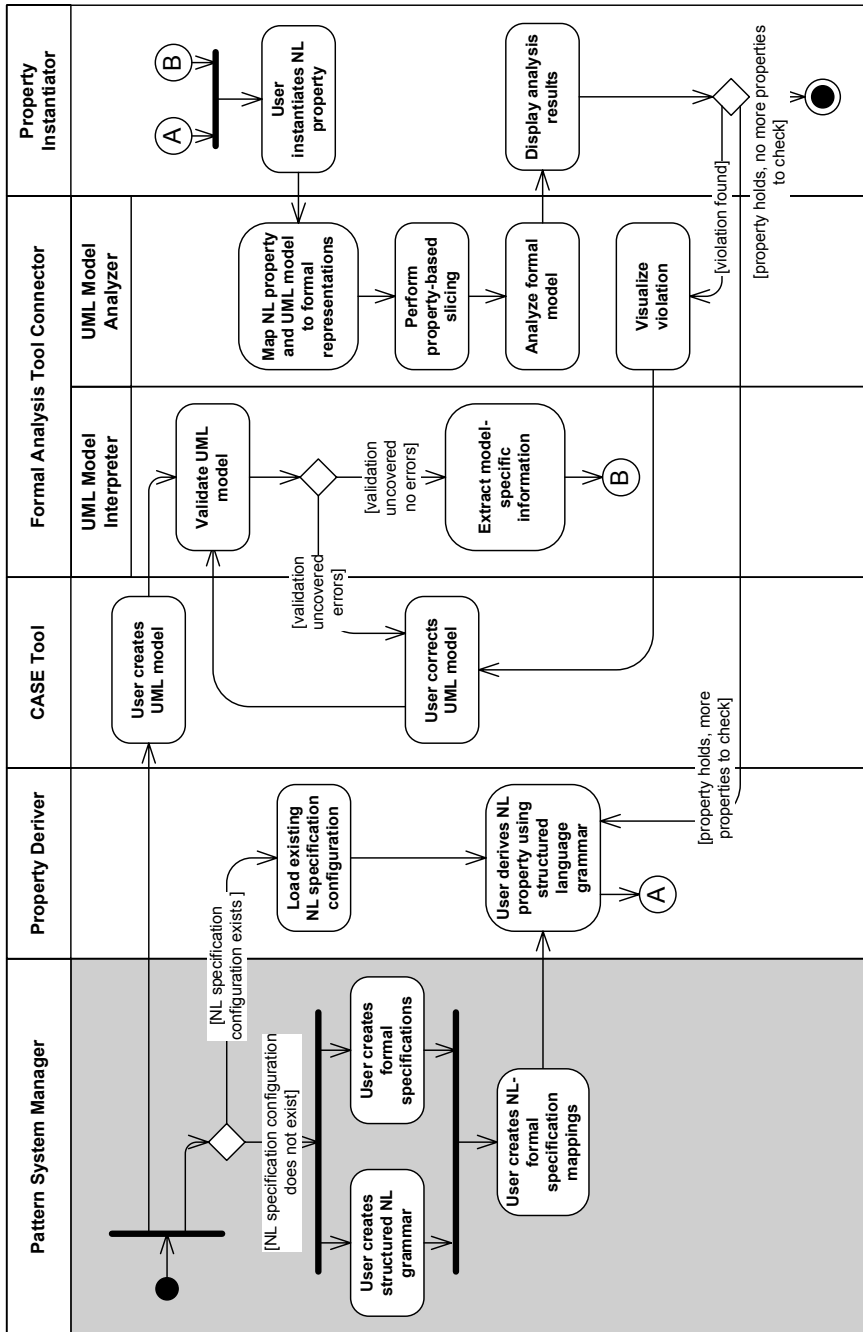 Pattern System Manager
Property Deriver
CASE Tool
Formal Analysis Tool Connector
UML Model
Interpreter
UML Model
Analyzer
Property
Instantiator
[NL specification
configuration exists ]
[NL specification configuration
does not exist]
User creates
structured NL
grammar
User creates
formal
specifications
User creates NL-
formal
specification
mappings
Load existing
NL specification
configuration
User derives NL
property using
structured
language
grammar
A
[property holds, more
properties to check]
User creates
UML model
User corrects
UML model
Validate UML
model
[validation
uncovered
errors]
[validation
uncovered
no errors]
Extract model-
specific
information
B
Map NL property
and UML model
to formal
representations
Perform
property-based
slicing
Analyze formal
model
Visualize
violation
A
B
User
instantiates NL
property
Display analysis
results
[violation found]
[property holds, no more properties
to check]